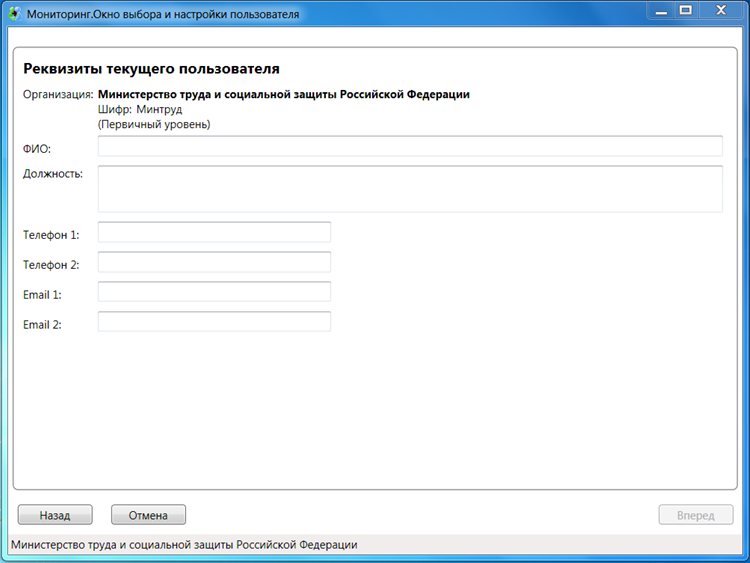 Мониторинг.Окно выбора и настройки пользователя
Реквизиты текущего пользователя
Организация: Министерство труда и социальной защиты Российской Федерации
Шифр: Минтруд
(Первичный уровень)
ФИО:
Должность:
Телефон 1:
Телефон 2:
Email 1:
Email 2:
Назад Отмена Вперед
Министерство труда и социальной защиты Российской Федерации